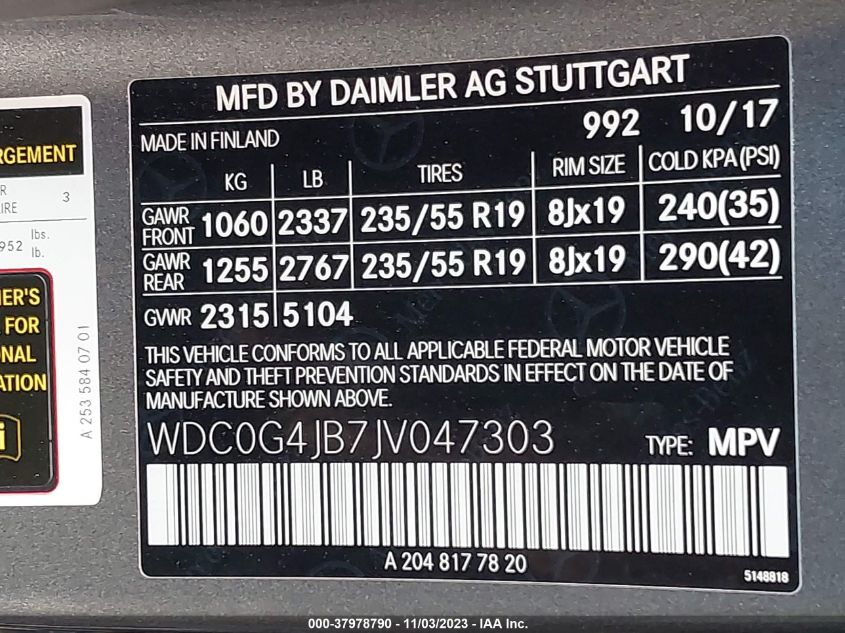 MFD BY DAIMLER AG STUTTGART
992 10/17
MADE IN FINLAND
KG LB TIRES RIM SIZE COLD KPA (PSI)
GAWR FRONT 1060 2337 235/55 R19 8Jx19 240(35)
GAWR REAR 1255 2767 235/55 R19 8Jx19 290(42)
GVWR 2315 5104
THIS VEHICLE CONFORMS TO ALL APPLICABLE FEDERAL MOTOR VEHICLE
SAFETY AND THEFT PREVENTION STANDARDS IN EFFECT ON THE DATE OF
MANUFACTURE SHOWN ABOVE.
WDC0G4JB7JV047303 TYPE: MPV
A 204 817 78 20
5148818
3
lbs.
lb.
FOR
A 253 584 07 01
000-37978790 - 11/03/2023 - IAA Inc.